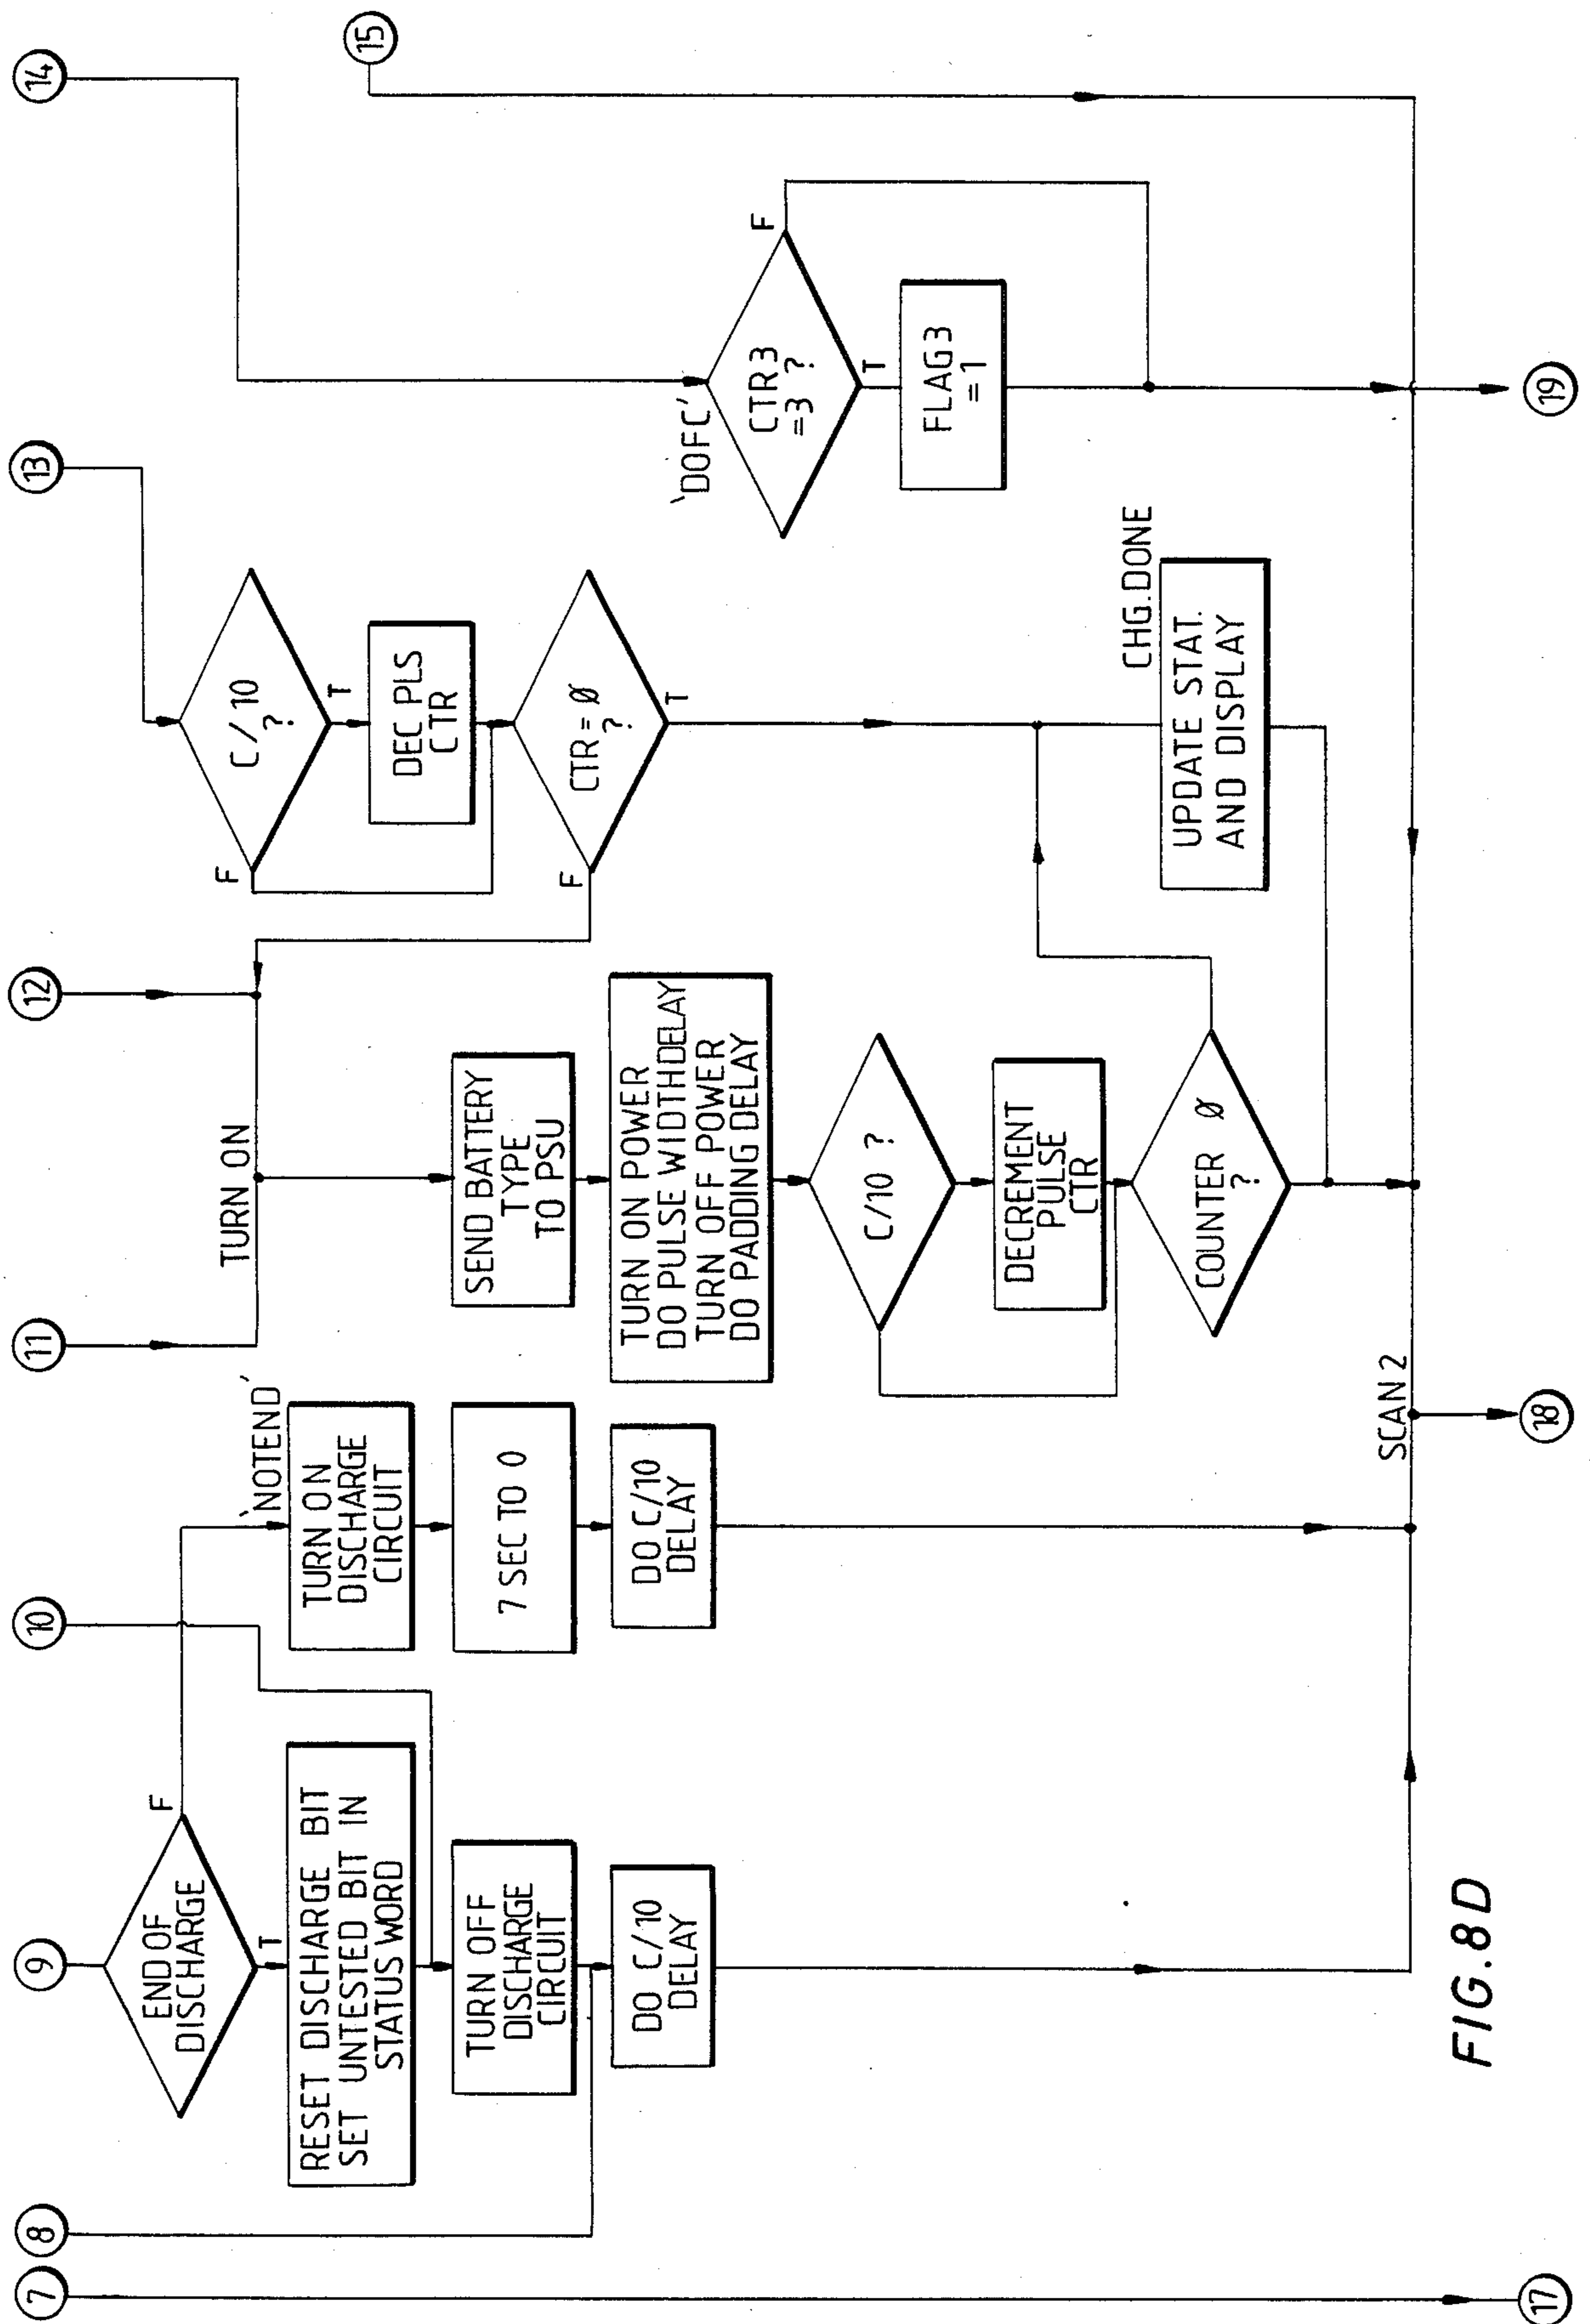 7
8
9
10
11
12
13
14
15
END OF
DISCHARGE
F
T
RESET DISCHARGE BIT
SET UNTESTED BIT IN
STATUS WORD
TURN OFF
DISCHARGE
CIRCUIT
DO C/10
DELAY
'NOTEND'
TURN ON
DISCHARGE
CIRCUIT
7 SEC TO 0
DO C/10
DELAY
TURN ON
SEND BATTERY
TYPE
TO PSU
TURN ON POWER
DO PULSE WIDTH DELAY
TURN OFF POWER
DO PADDING DELAY
C/10 ?
DECREMENT
PULSE
CTR
COUNTER Ø
?
C/10
?
F
T
DEC PLS
CTR
CTR = Ø
?
F
T
CHG.DONE
UPDATE STAT.
AND DISPLAY
'DOFC'
CTR3
=3 ?
F
T
FLAG3
=1
SCAN 2
17
18
19
FIG. 8D